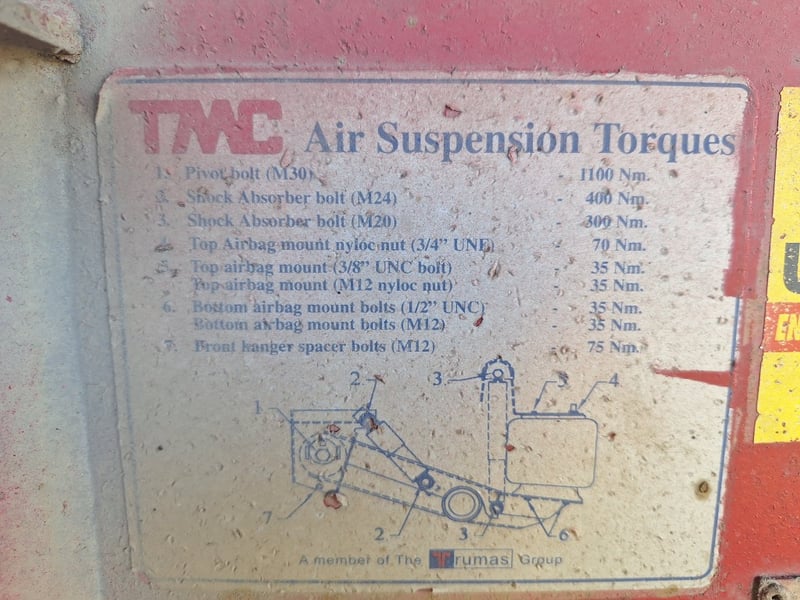 TMC Air Suspension Torques
1. Pivot bolt (M30) - 1100 Nm.
2. Shock Absorber bolt (M24) - 400 Nm.
3. Shock Absorber bolt (M20) - 300 Nm.
4. Top Airbag mount nyloc nut (3/4” UNF) - 70 Nm.
5. Top airbag mount (3/8” UNC bolt) - 35 Nm.
Top airbag mount (M12 nyloc nut) - 35 Nm.
6. Bottom airbag mount bolts (1/2” UNC) - 35 Nm.
Bottom airbag mount bolts (M12) - 35 Nm.
7. Front hanger spacer bolts (M12) - 75 Nm.
2 3 5 4
1
7 2 3 6
A member of The Trumas Group